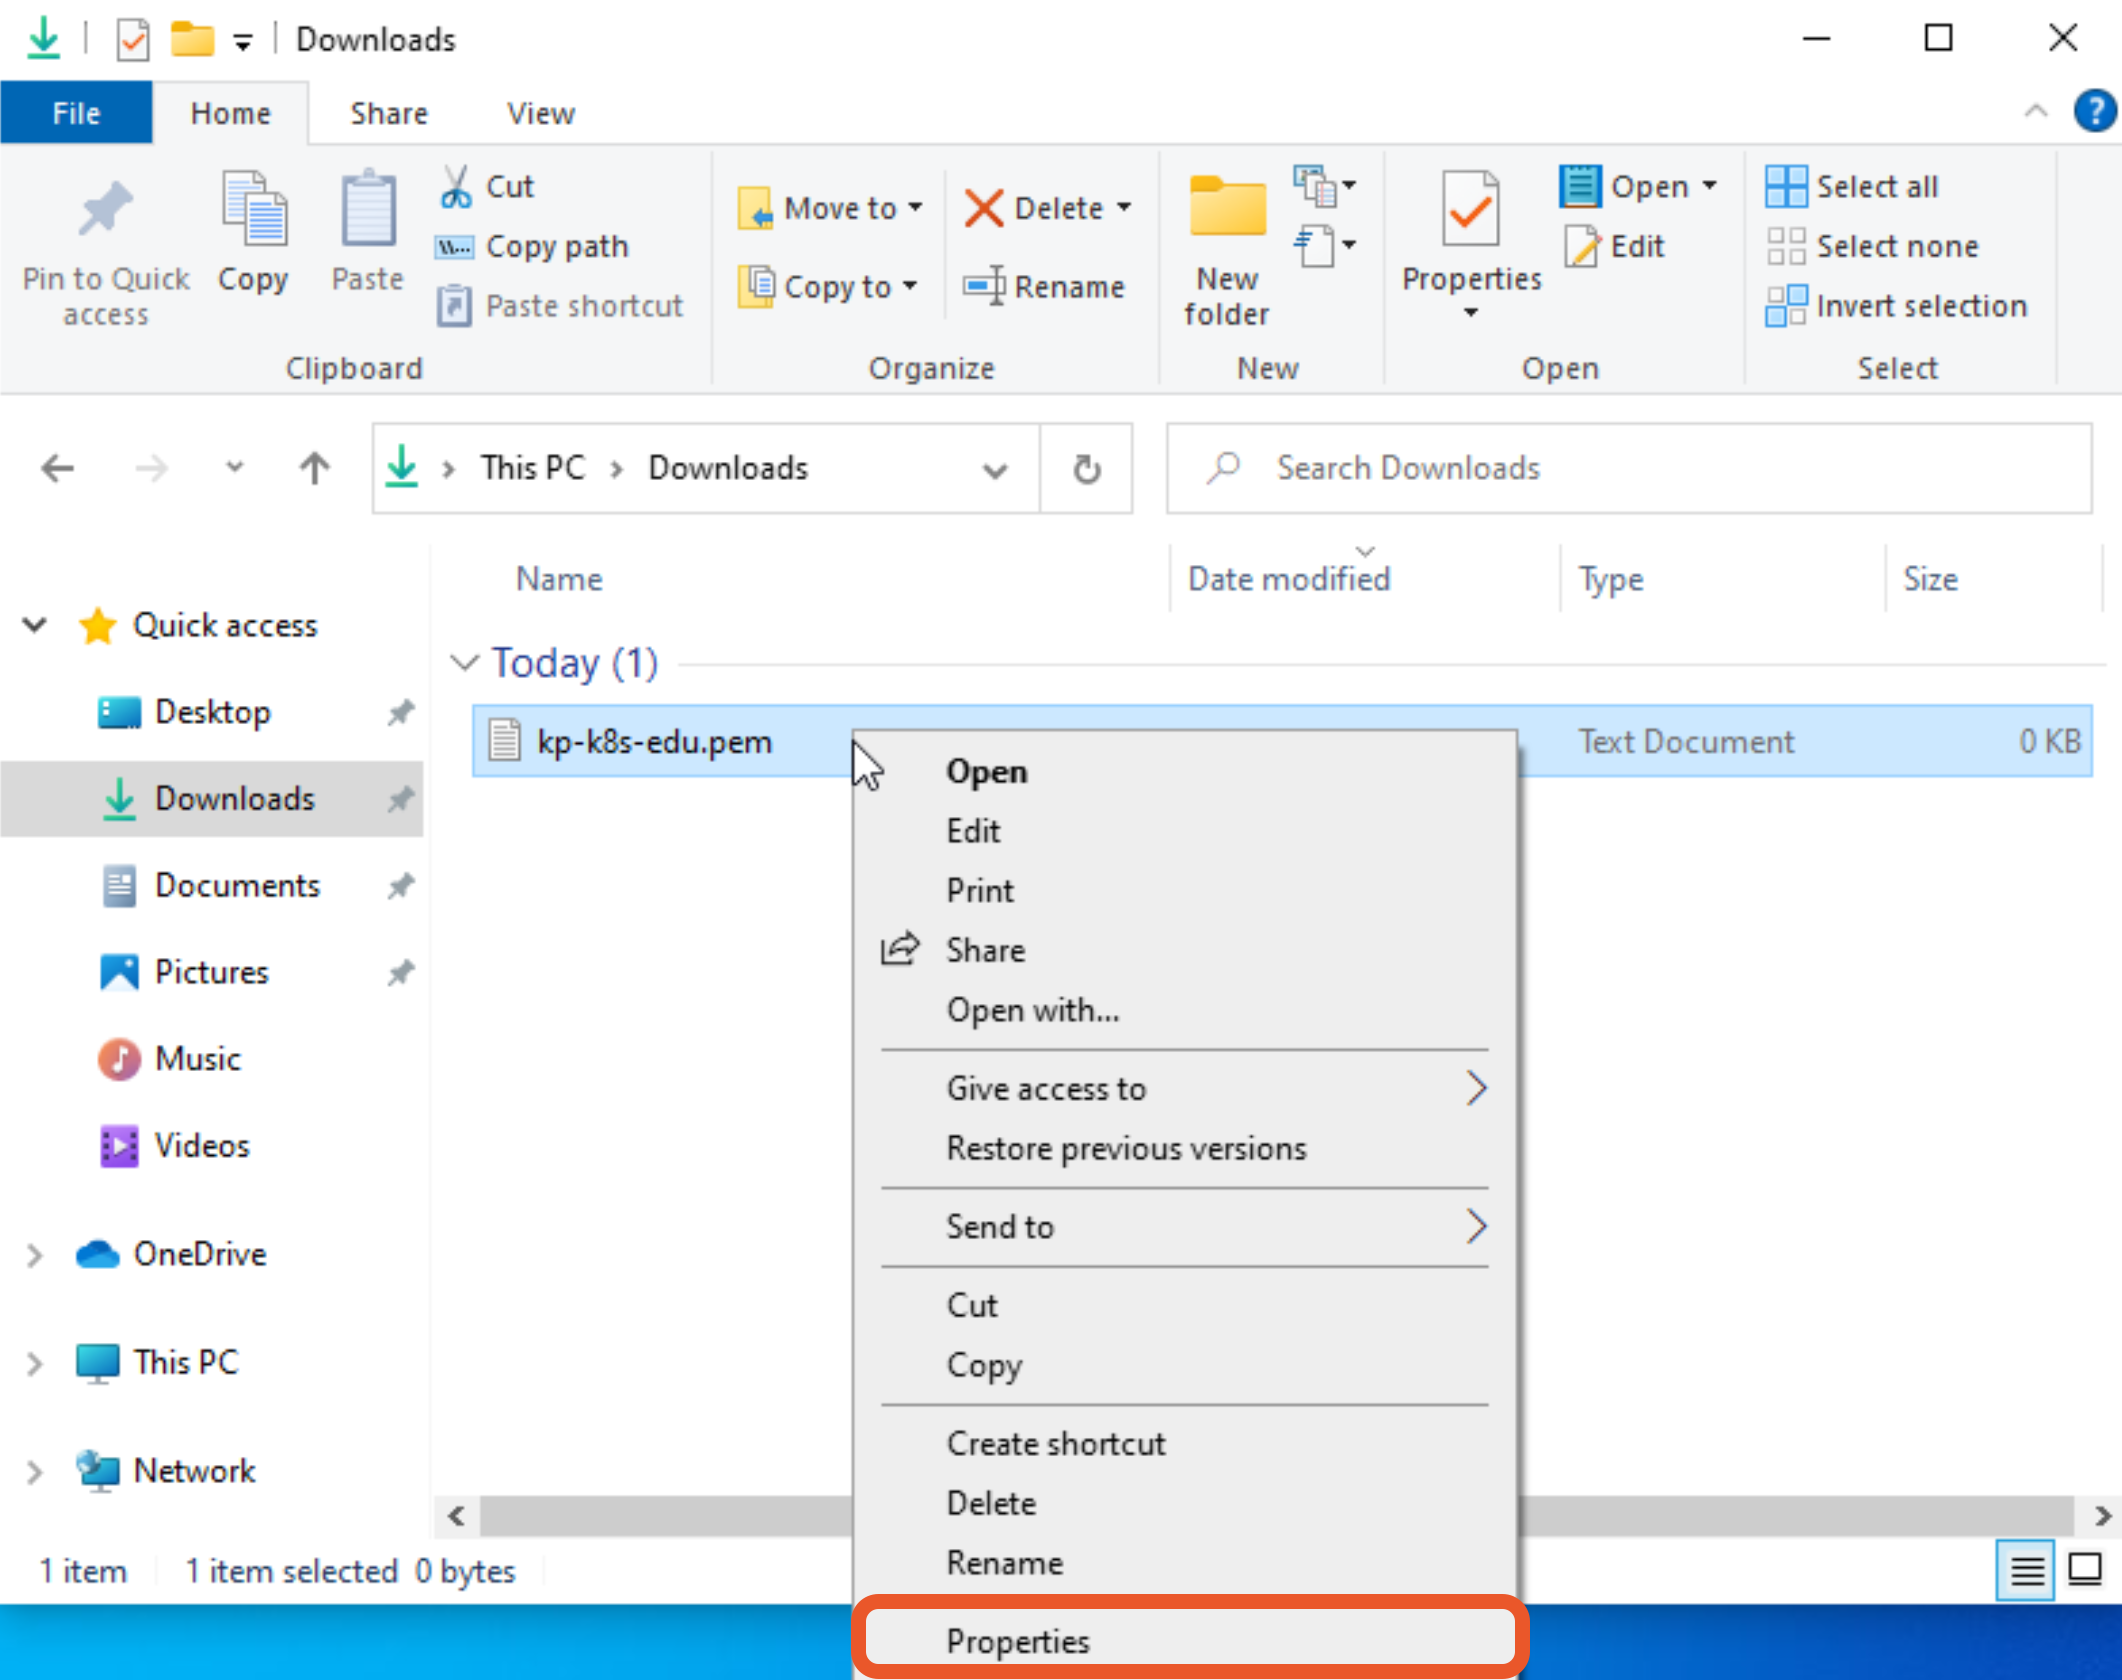 Downloads
File Home Share View
Pin to Quick access
Copy
Paste
Cut
Copy path
Paste shortcut
Clipboard
Move to
Copy to
Delete
Rename
Organize
New folder
New
Properties
Open
Edit
Open
Select all
Select none
Invert selection
Select
This PC > Downloads
Search Downloads
Name Date modified Type Size
Quick access
Desktop
Downloads
Documents
Pictures
Music
Videos
OneDrive
This PC
Network
Today (1)
kp-k8s-edu.pem Text Document 0 KB
Open
Edit
Print
Share
Open with...
Give access to
Restore previous versions
Send to
Cut
Copy
Create shortcut
Delete
Rename
Properties
1 item 1 item selected 0 bytes